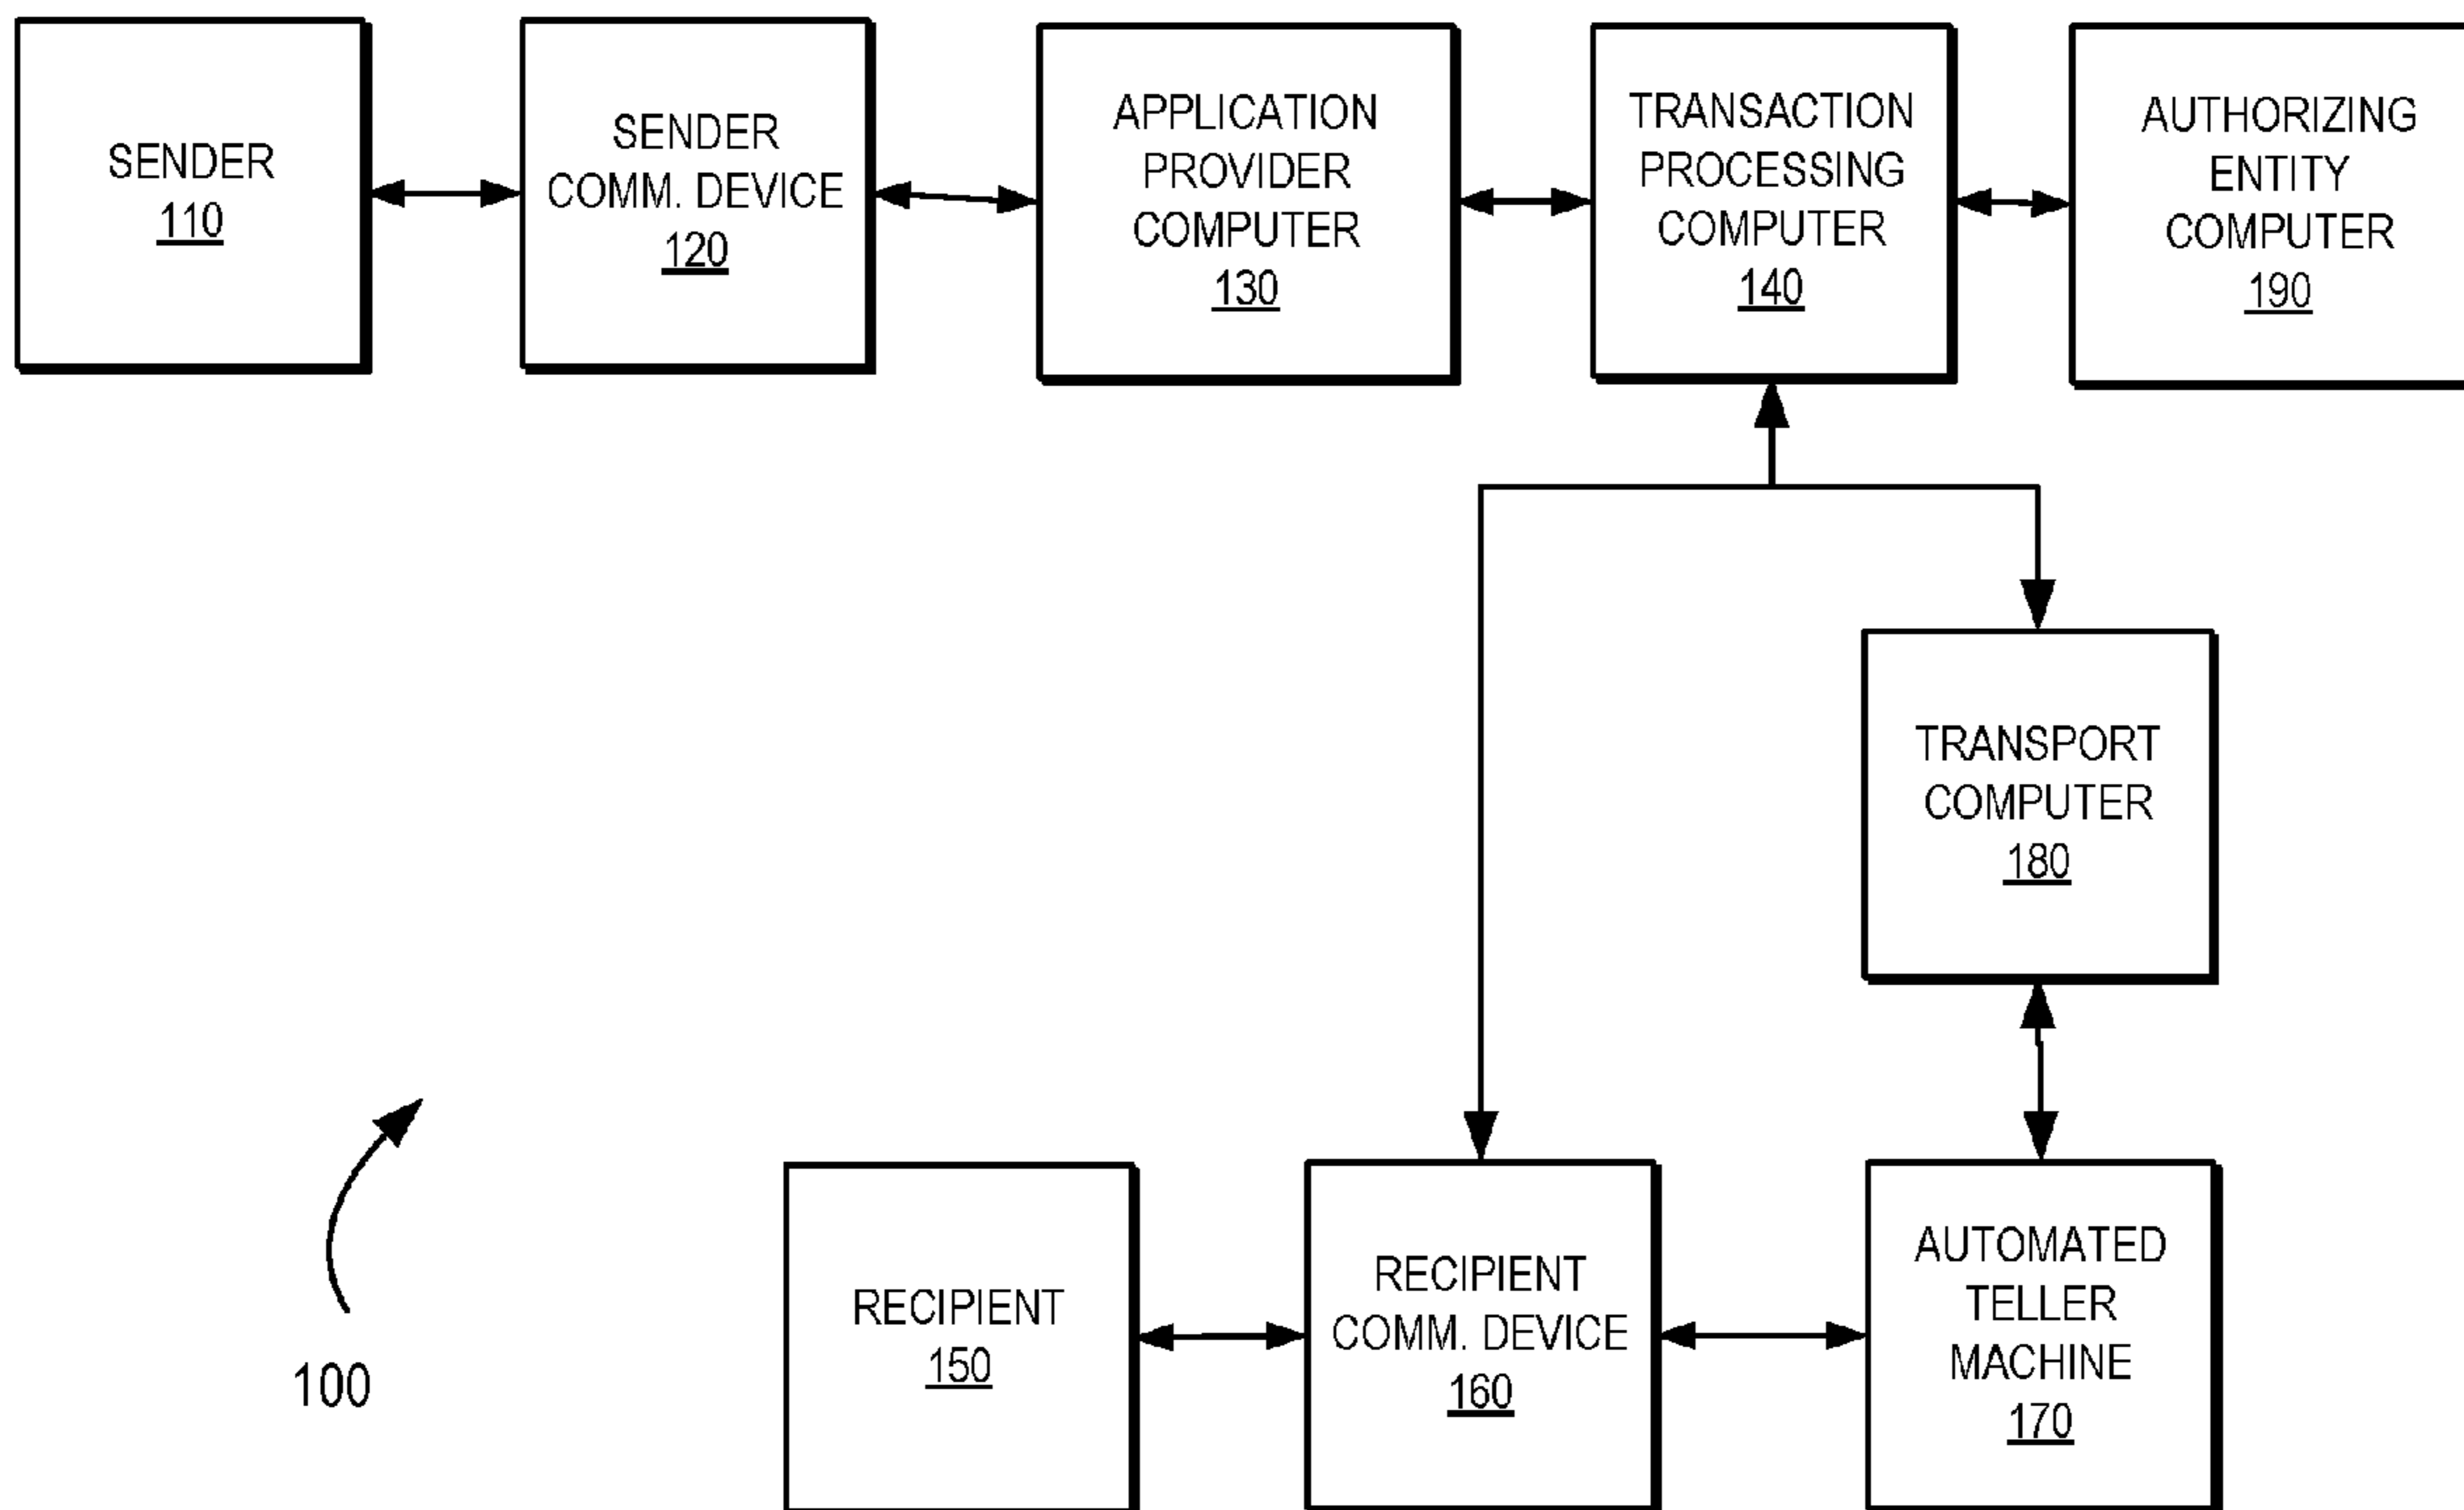 SENDER
110
SENDER
COMM. DEVICE
120
APPLICATION
PROVIDER
COMPUTER
130
TRANSACTION
PROCESSING
COMPUTER
140
AUTHORIZING
ENTITY
COMPUTER
190
TRANSPORT
COMPUTER
180
100
RECIPIENT
150
RECIPIENT
COMM. DEVICE
160
AUTOMATED
TELLER
MACHINE
170